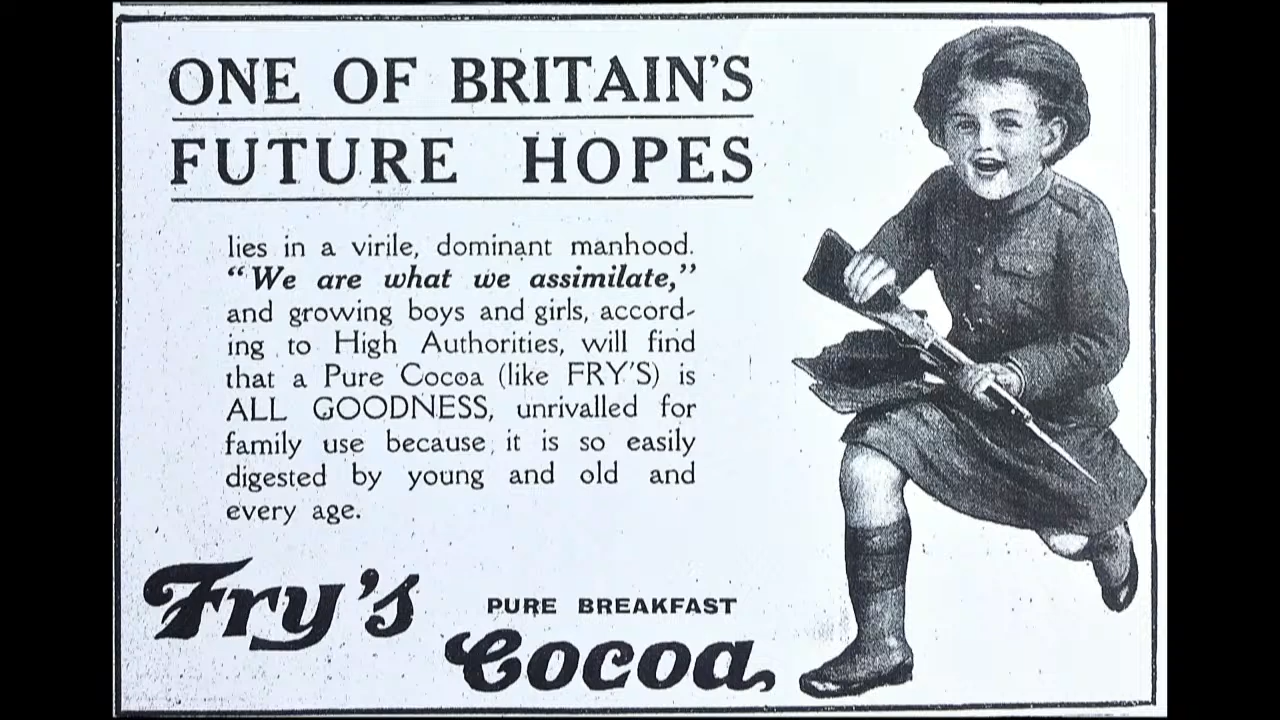 ONE OF BRITAIN'S
FUTURE HOPES
lies in a virile, dominant manhood.
“We are what we assimilate,”
and growing boys and girls, accord-
ing to High Authorities, will find
that a Pure Cocoa (like FRY'S) is
ALL GOODNESS, unrivalled for
family use because it is so easily
digested by young and old and
every age.
Fry's
PURE BREAKFAST
Cocoa